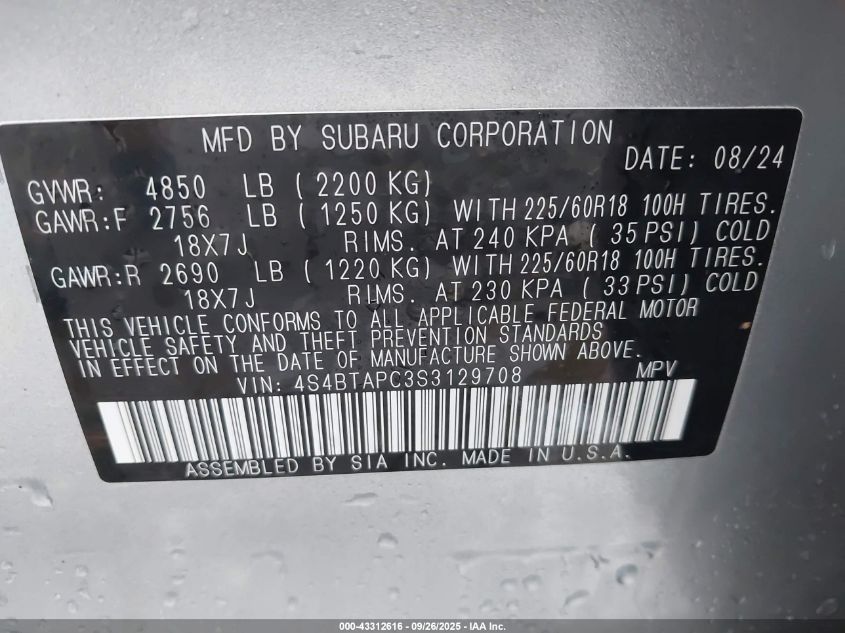 MFD BY SUBARU CORPORATION
DATE: 08/24
GVWR: 4850 LB ( 2200 KG)
GAWR:F 2756 LB ( 1250 KG) WITH 225/60R18 100H TIRES.
18X7J RIMS. AT 240 KPA ( 35 PSI) COLD
GAWR:R 2690 LB ( 1220 KG) WITH 225/60R18 100H TIRES.
18X7J RIMS. AT 230 KPA ( 33 PSI) COLD
THIS VEHICLE CONFORMS TO ALL APPLICABLE FEDERAL MOTOR
VEHICLE SAFETY AND THEFT PREVENTION STANDARDS
IN EFFECT ON THE DATE OF MANUFACTURE SHOWN ABOVE.
VIN: 4S4BTAPC3S3129708 MPV
ASSEMBLED BY SIA INC. MADE IN U.S.A.
000-43312616 - 09/26/2025 - IAA Inc.